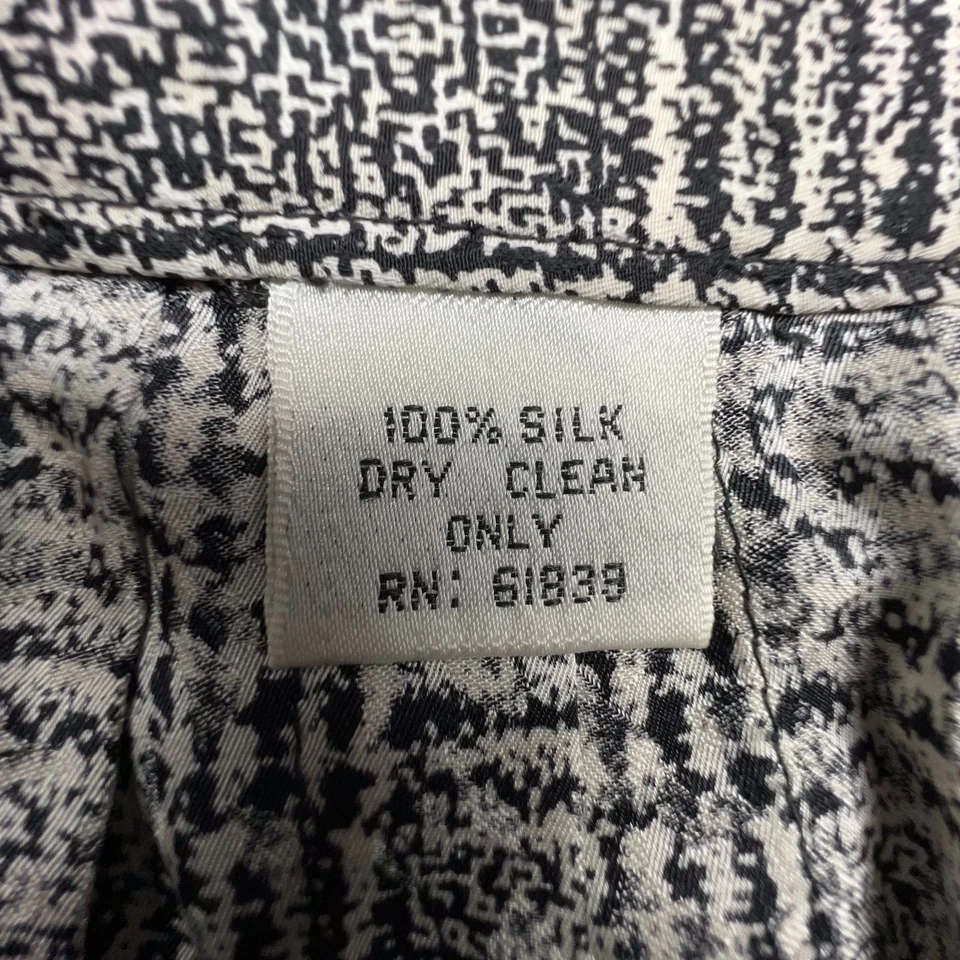 100% SILK
DRY CLEAN
ONLY
RN: 61839